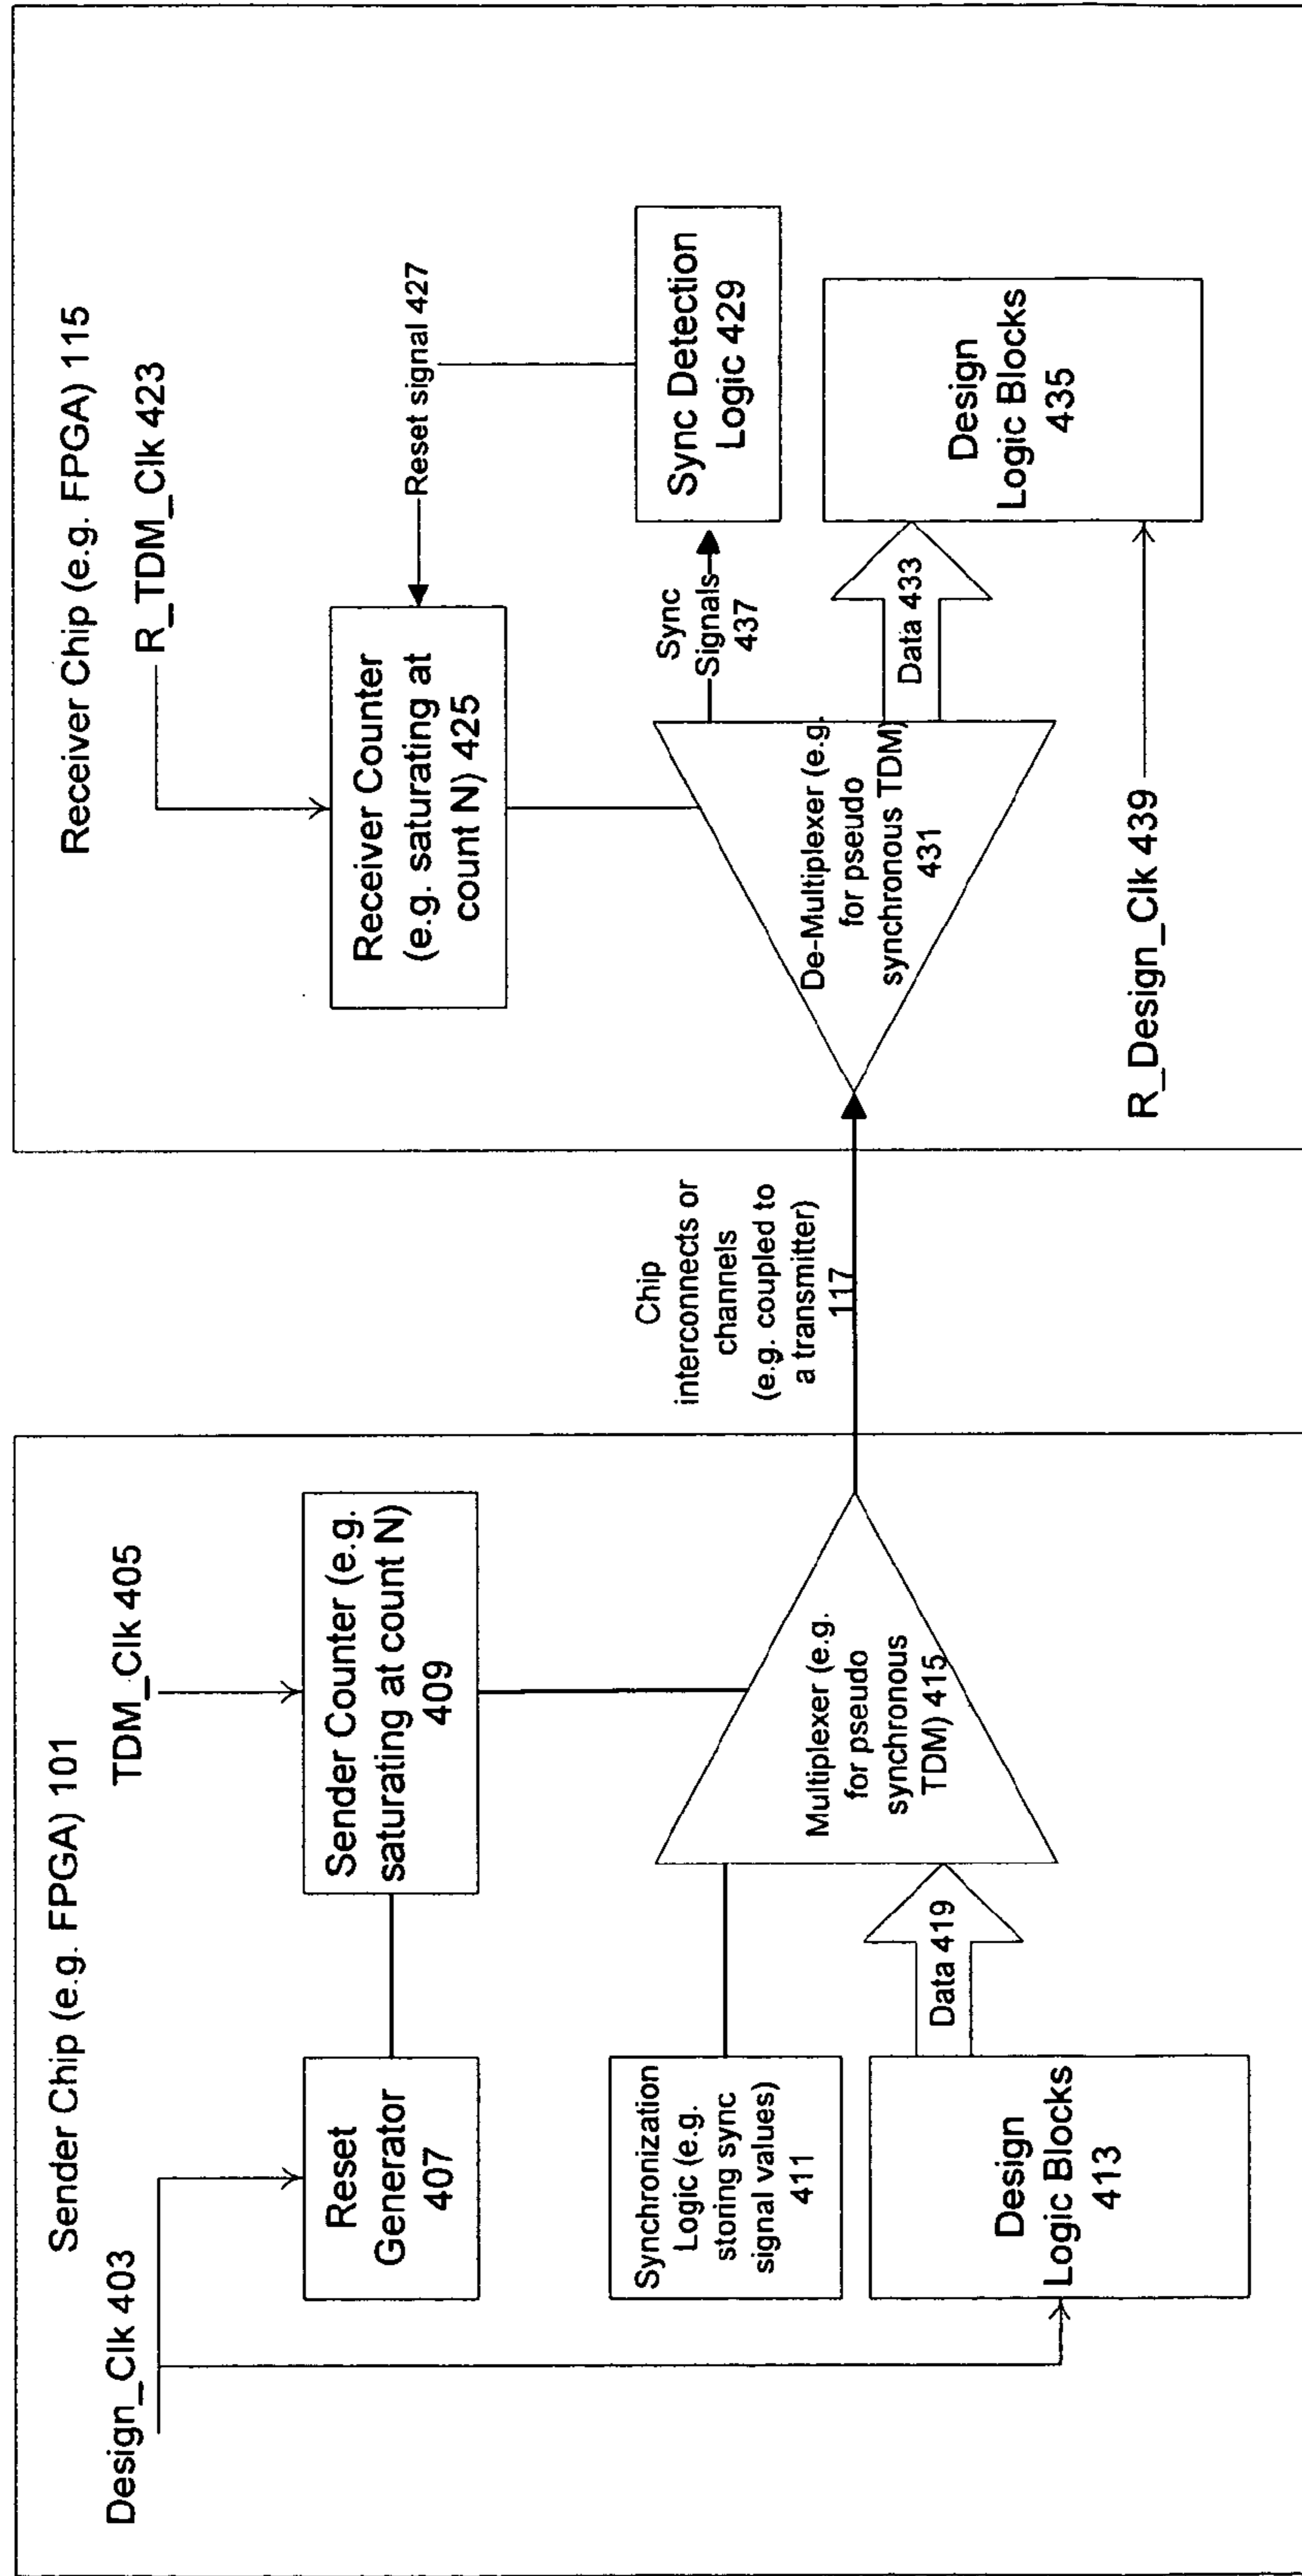 Sender Chip (e.g. FPGA) 101
Design_Clk 403
TDM_Clk 405
Reset
Generator
407
Sender Counter (e.g.
saturating at count N)
409
Synchronization
Logic (e.g.
storing sync
signal values)
411
Design
Logic Blocks
413
Data 419
Multiplexer (e.g.
for pseudo
synchronous
TDM) 415
Chip
interconnects or
channels
(e.g. coupled to
a transmitter)
117
Receiver Chip (e.g. FPGA) 115
R_TDM_Clk 423
Receiver Counter
(e.g. saturating at
count N) 425
Reset signal 427
De-Multiplexer (e.g.
for pseudo
synchronous TDM)
431
Sync
Signals
437
Sync Detection
Logic 429
Data 433
Design
Logic Blocks
435
R_Design_Clk 439